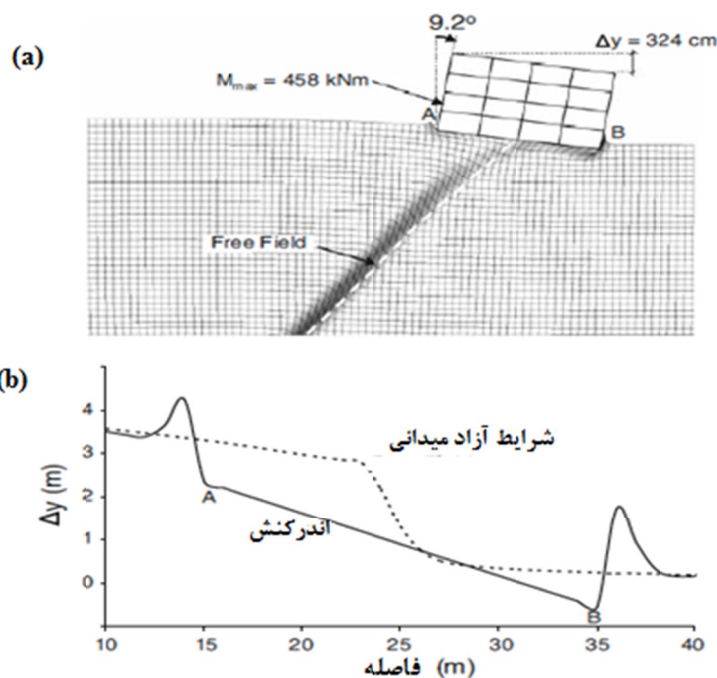 (a)
9.2°
Δy = 324 cm
Mmax = 458 kNm
A
B
Free Field
(b)
4
3
2
1
0
Δy (m)
شرایط آزاد میدانی
A
اندرکنش
B
10 15 20 25 30 35 40
فاصله (m)